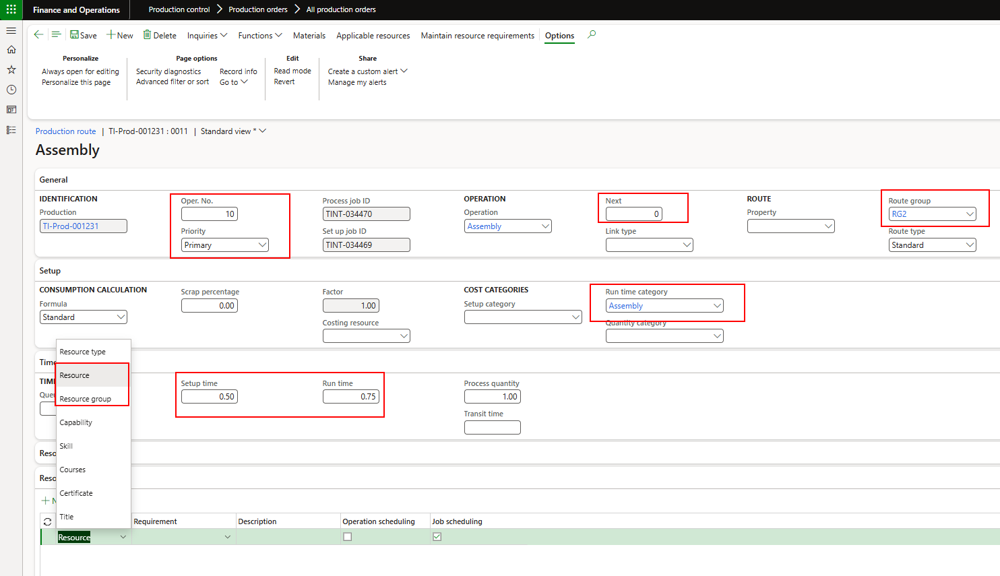 Finance and Operations
Production control > Production orders > All production orders
Save New Delete Inquiries Functions Materials Applicable resources Maintain resource requirements Options
Personalize
Always open for editing
Personalize this page
Page options
Security diagnostics Record info
Advanced filter or sort Go to
Edit
Read mode
Revert
Share
Create a custom alert
Manage my alerts
Production route | TI-Prod-001231 : 0011 | Standard view *
Assembly
General
IDENTIFICATION
Production
TI-Prod-001231
Oper. No.
10
Priority
Primary
Process job ID
TINT-034470
Set up job ID
TINT-034469
OPERATION
Operation
Assembly
Next
0
Link type
ROUTE
Property
Route group
RG2
Route type
Standard
Setup
CONSUMPTION CALCULATION
Formula
Standard
Scrap percentage
0.00
Factor
1.00
Costing resource
COST CATEGORIES
Setup category
Run time category
Assembly
Quantity category
Time
TIM
Que
Setup time
0.50
Run time
0.75
Process quantity
1.00
Transit time
Reso
Reso
N
Resource type
Resource
Resource group
Capability
Skill
Courses
Certificate
Title
Requirement Description Operation scheduling Job scheduling
Resource